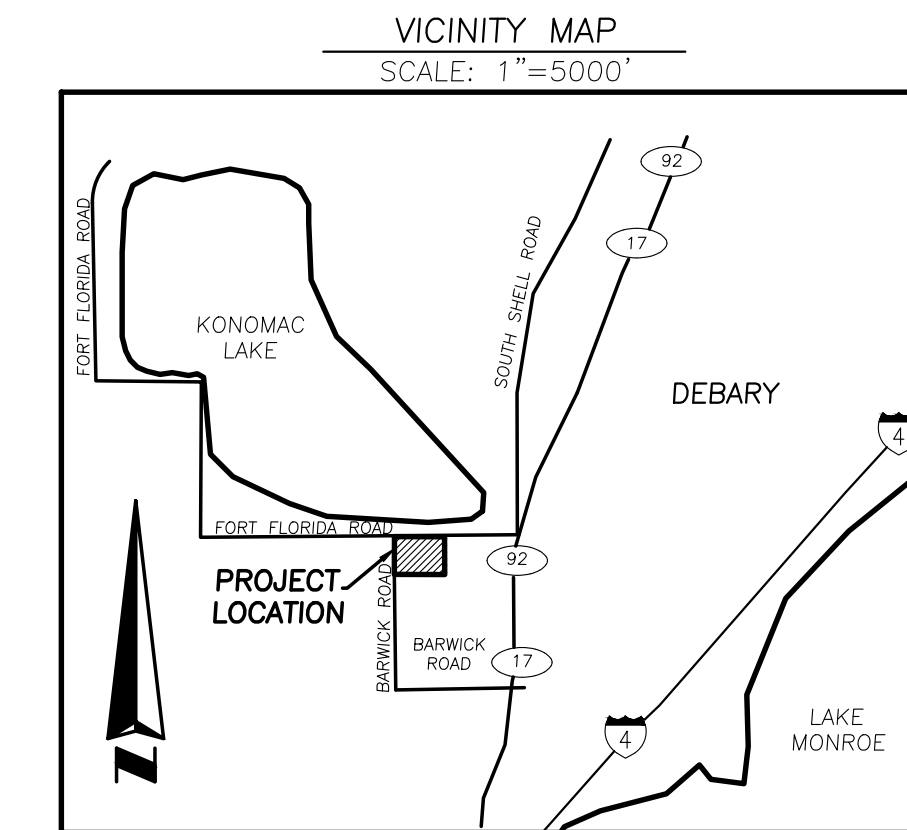 VICINITY MAP
SCALE: 1"=5000'
92
17
FORT FLORIDA ROAD
SOUTH SHELL ROAD
KONOMAC
LAKE
DEBARY
4
FORT FLORIDA ROAD
92
PROJECT
LOCATION
BARWICK ROAD
BARWICK
ROAD
17
4
LAKE
MONROE
N